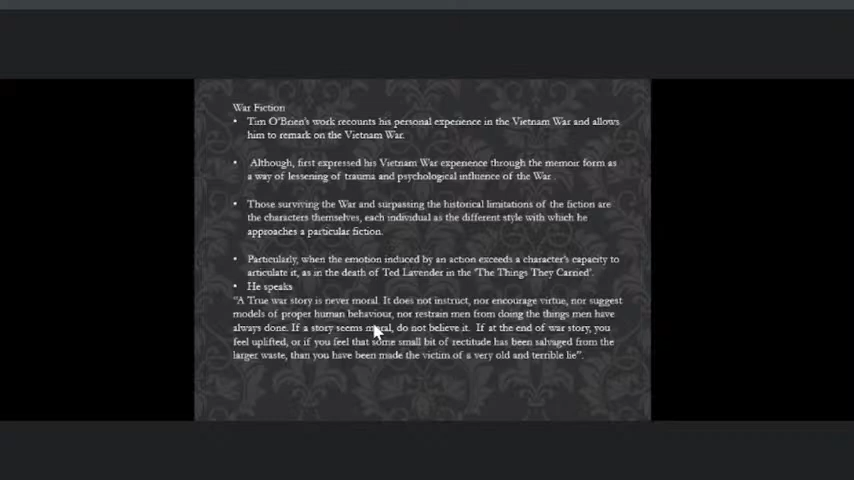 War Fiction
• Tim O'Brien's work recounts his personal experience in the Vietnam War and allows
him to remark on the Vietnam War.
• Although, first expressed his Vietnam War experience through the memoir form as
a way of lessening of trauma and psychological influence of the War .
• Those surviving the War and surpassing the historical limitations of the fiction are
the characters themselves, each individual as the different style with which he
approaches a particular fiction.
• Particularly, when the emotion induced by an action exceeds a character's capacity to
articulate it, as in the death of Ted Lavender in the 'The Things They Carried'.
• He speaks
"A True war story is never moral. It does not instruct, nor encourage virtue, nor suggest
models of proper human behaviour, nor restrain men from doing the things men have
always done. If a story seems moral, do not believe it. If at the end of war story, you
feel uplifted, or if you feel that some small bit of rectitude has been salvaged from the
larger waste, than you have been made the victim of a very old and terrible lie".